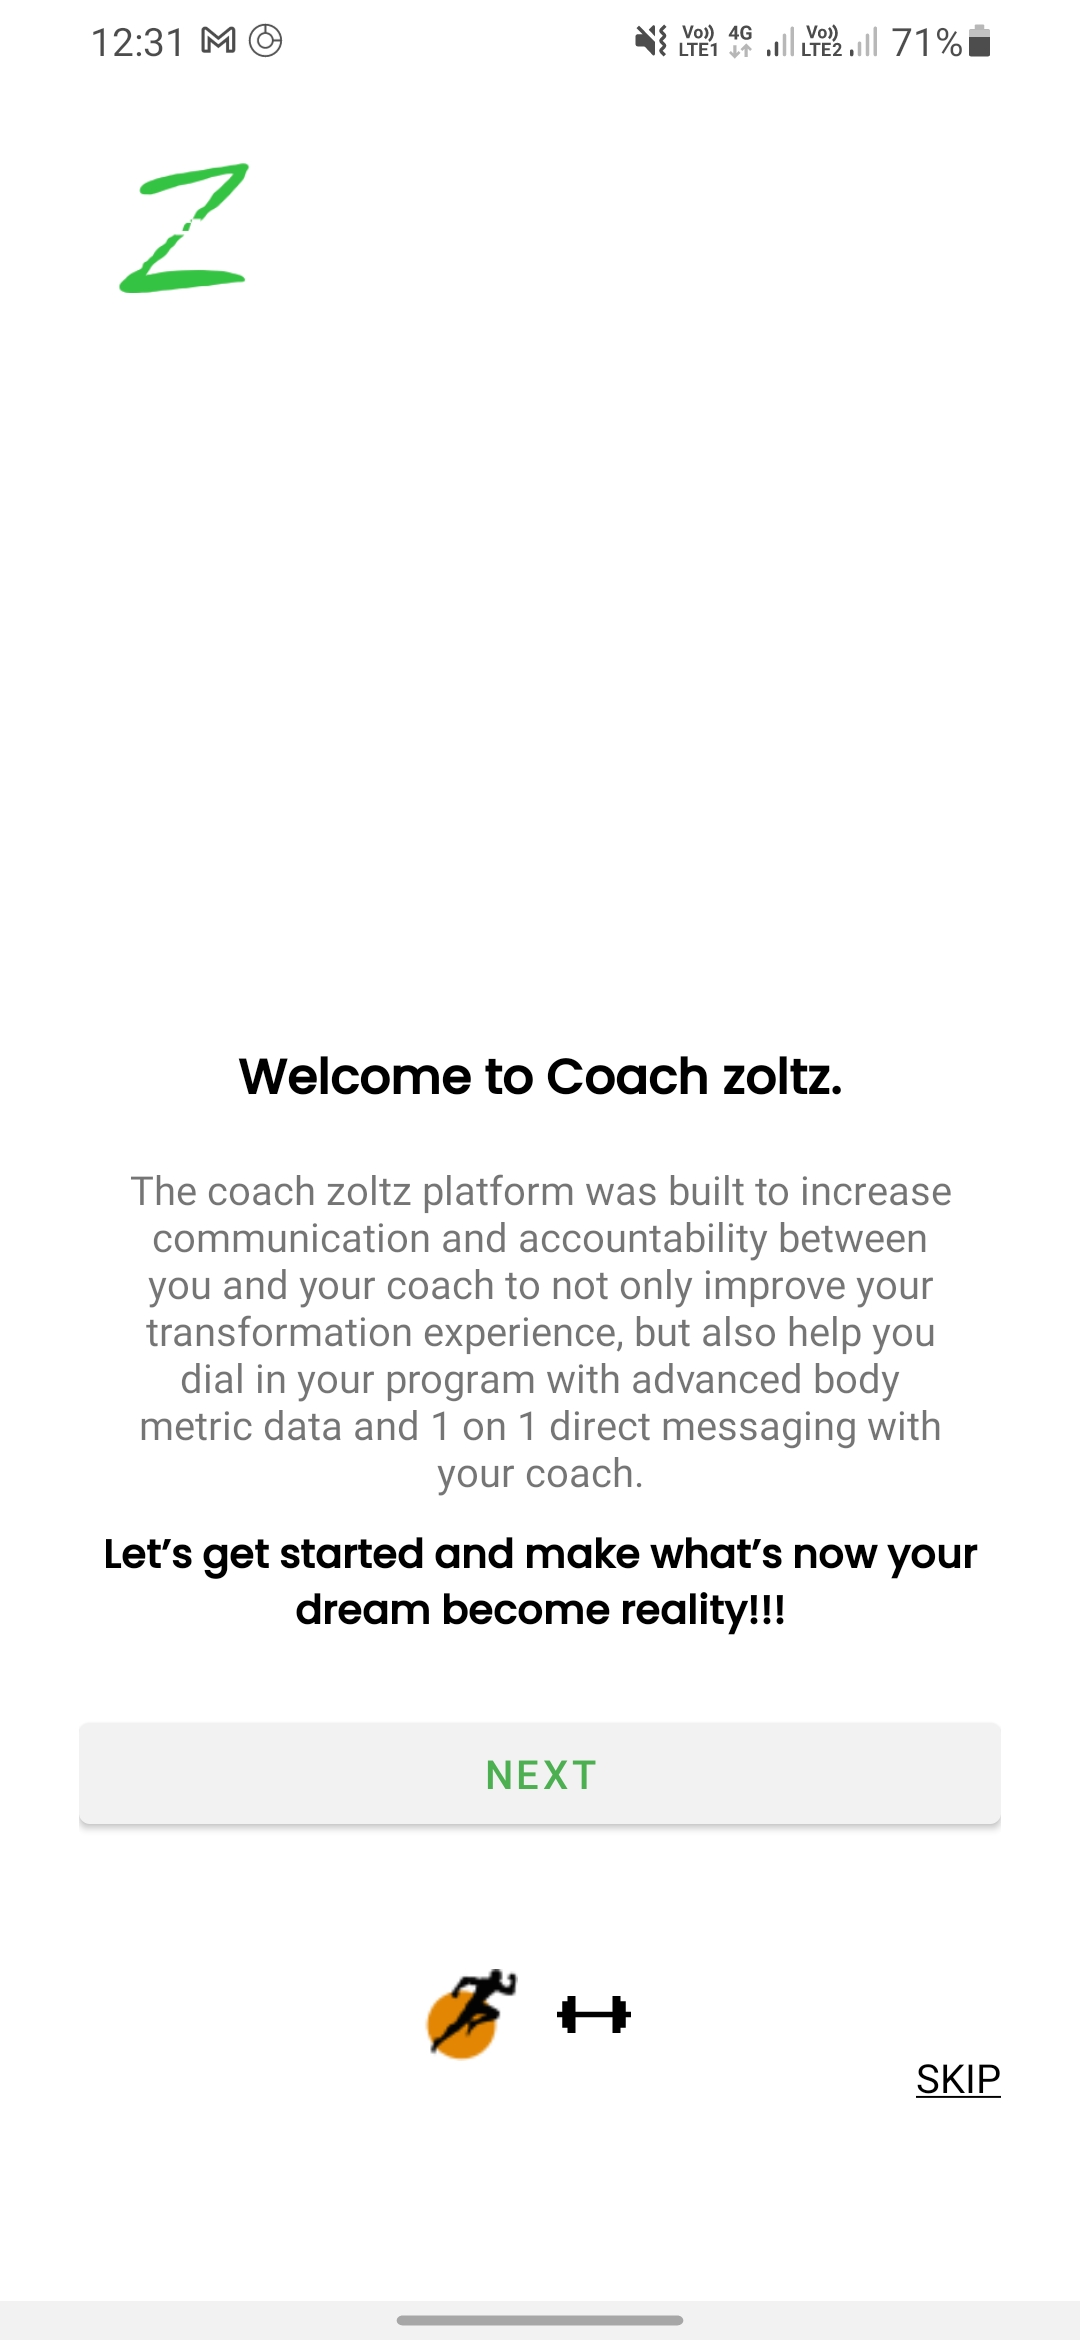 12:31
Vo)) LTE1 4G Vo)) LTE2 71%
Z
Welcome to Coach zoltz.
The coach zoltz platform was built to increase
communication and accountability between
you and your coach to not only improve your
transformation experience, but also help you
dial in your program with advanced body
metric data and 1 on 1 direct messaging with
your coach.
Let’s get started and make what’s now your
dream become reality!!!
NEXT
SKIP